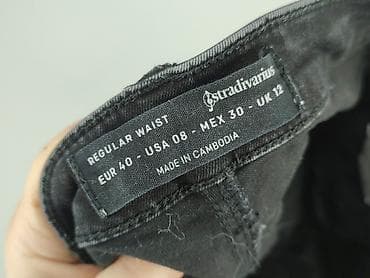 stradivarius
REGULAR WAIST
EUR 40 - USA 08 - MEX 30 - UK 12
MADE IN CAMBODIA